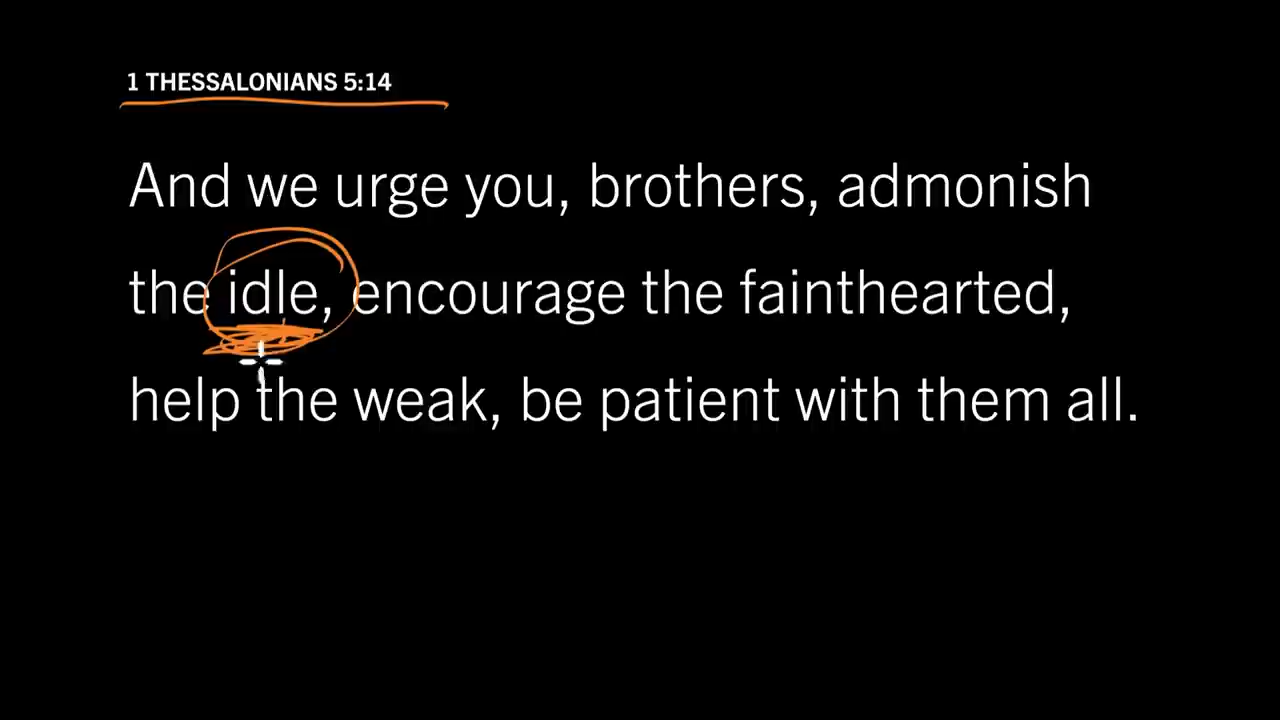 1 THESSALONIANS 5:14
And we urge you, brothers, admonish
the idle, encourage the fainthearted,
help the weak, be patient with them all.